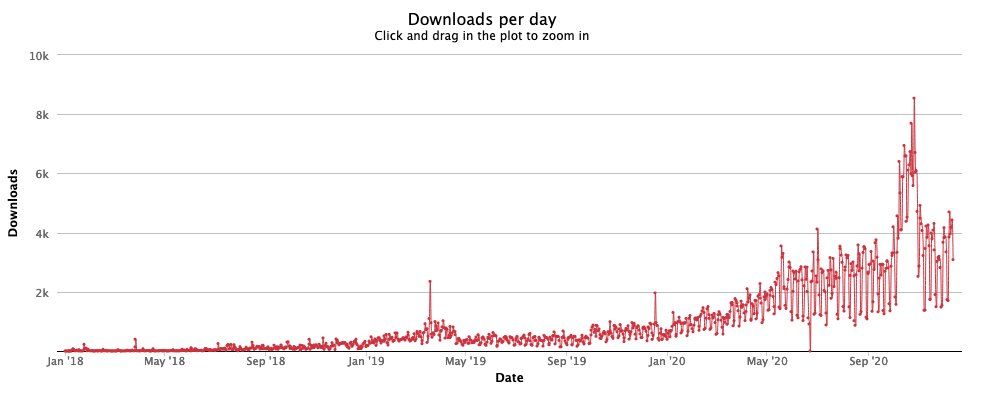 Downloads per day
Click and drag in the plot to zoom in
10k
8k
6k
4k
2k
Downloads
Jan '18
May '18
Sep '18
Jan '19
May '19
Sep '19
Jan '20
May '20
Sep '20
Date